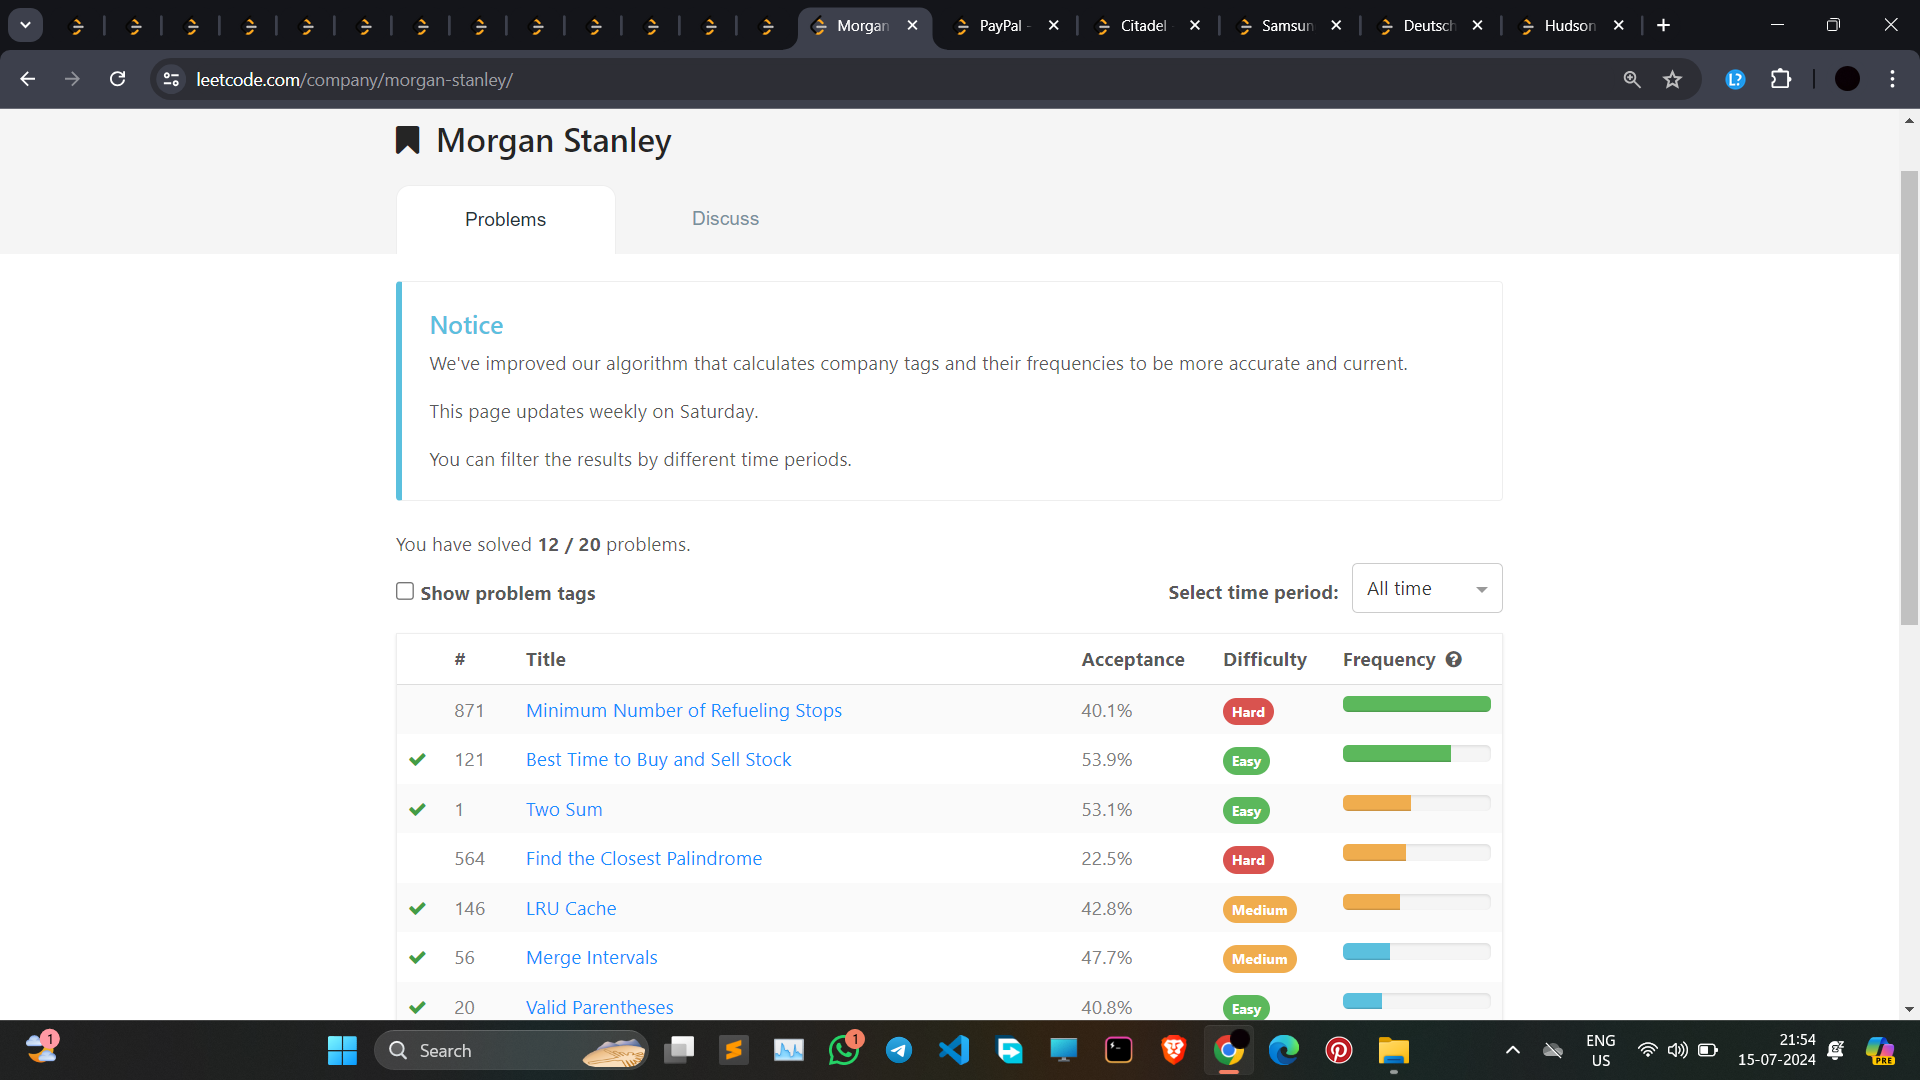 Morgan
PayPal -
Citadel
Samsun
Deutsch
Hudson
leetcode.com/company/morgan-stanley/
L?
Morgan Stanley
Problems
Discuss
Notice
We've improved our algorithm that calculates company tags and their frequencies to be more accurate and current.
This page updates weekly on Saturday.
You can filter the results by different time periods.
You have solved 12 / 20 problems.
Show problem tags
Select time period:
All time
# Title Acceptance Difficulty Frequency ?
871 Minimum Number of Refueling Stops 40.1% Hard
121 Best Time to Buy and Sell Stock 53.9% Easy
1 Two Sum 53.1% Easy
564 Find the Closest Palindrome 22.5% Hard
146 LRU Cache 42.8% Medium
56 Merge Intervals 47.7% Medium
20 Valid Parentheses 40.8% Easy
1
Search
1
ENG
US
21:54
15-07-2024
PRE